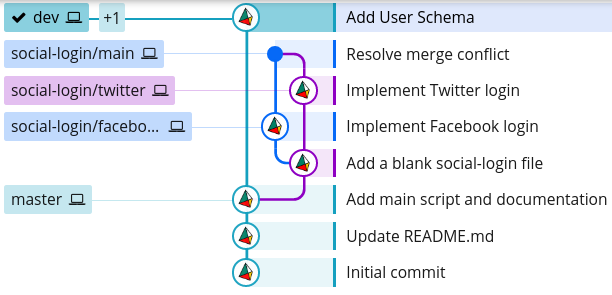 dev +1 Add User Schema
social-login/main Resolve merge conflict
social-login/twitter Implement Twitter login
social-login/facebo... Implement Facebook login
Add a blank social-login file
master Add main script and documentation
Update README.md
Initial commit